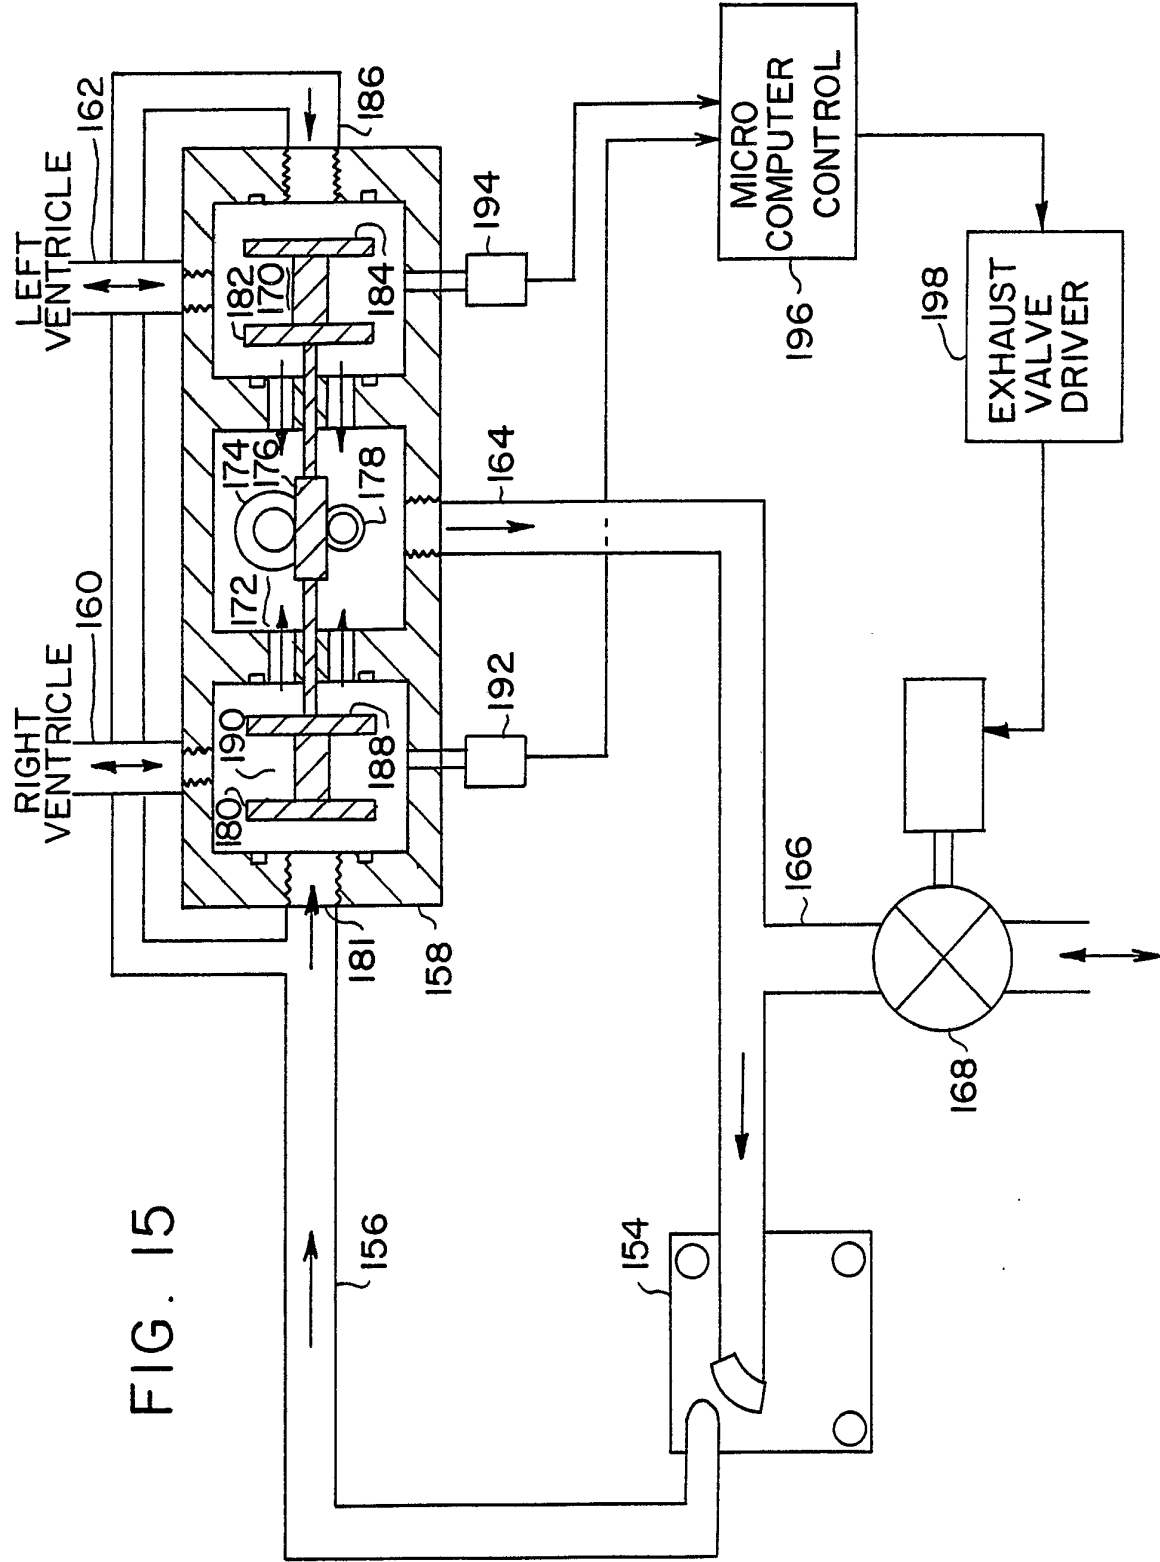 FIG. 15
RIGHT
VENTRICLE
LEFT
VENTRICLE
160
162
186
180
190
188
172
174
176
178
182
170
184
181
158
192
194
164
156
154
166
168
MICRO
COMPUTER
CONTROL
196
198
EXHAUST
VALVE
DRIVER